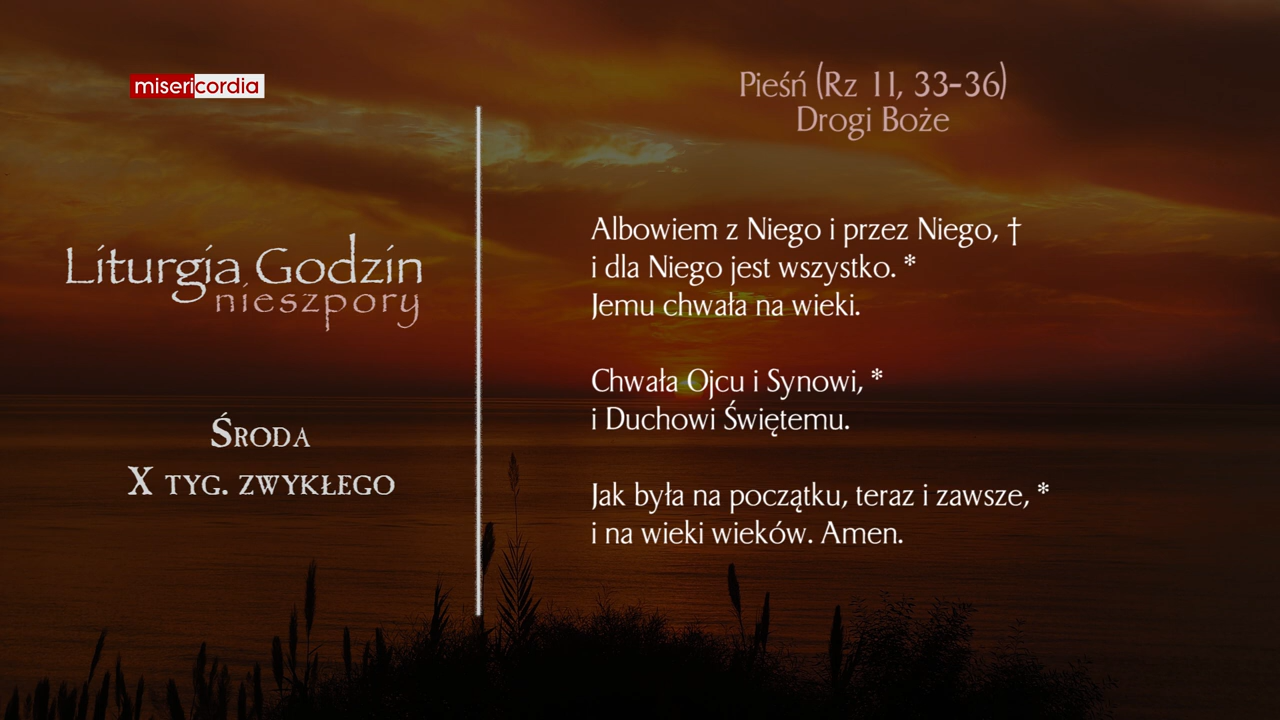 misericordia
Liturgia Godzin
nieszpory
Środa
X tyg. zwykłego
Pieśń (Rz 11, 33-36)
Drogi Boże
Albowiem z Niego i przez Niego, †
i dla Niego jest wszystko. *
Jemu chwała na wieki.
Chwała Ojcu i Synowi, *
i Duchowi Świętemu.
Jak była na początku, teraz i zawsze, *
i na wieki wieków. Amen.